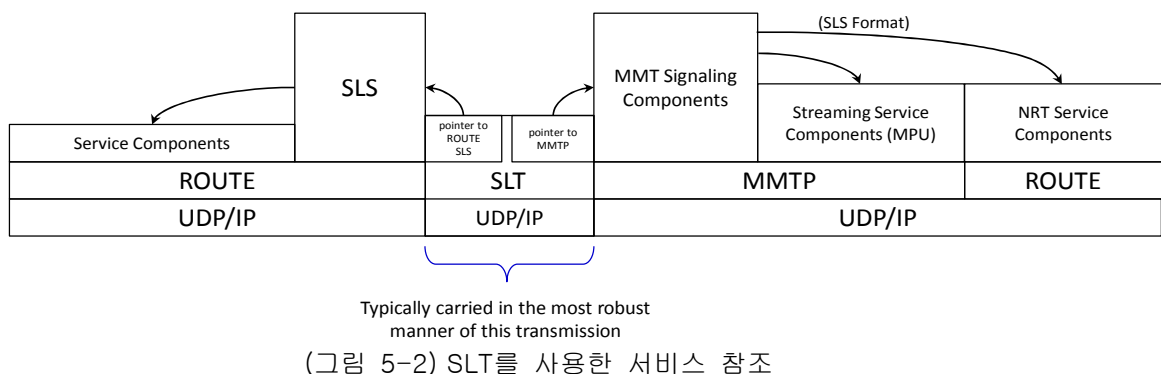 (SLS Format)
SLS
MMT Signaling
Components
Service Components
pointer to
ROUTE
SLS
pointer to
MMTP
Streaming Service
Components (MPU)
NRT Service
Components
ROUTE
SLT
MMTP
ROUTE
UDP/IP
UDP/IP
UDP/IP
Typically carried in the most robust
manner of this transmission
(그림 5-2) SLT를 사용한 서비스 참조